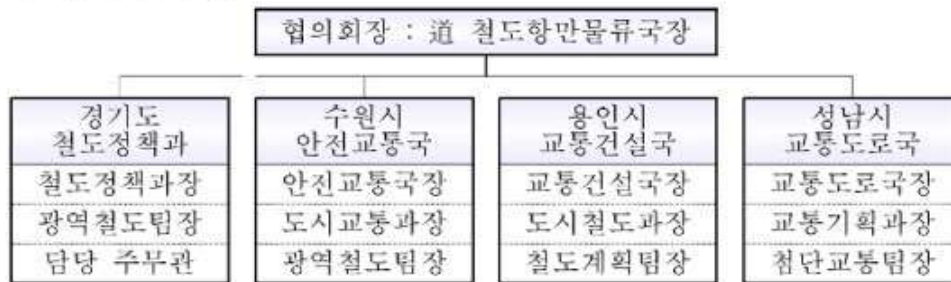 협의회장 : 道 철도항만물류국장
경기도 철도정책과
수원시 안전교통국
용인시 교통건설국
성남시 교통도로국
철도정책과장
안전교통국장
교통건설국장
교통도로국장
광역철도팀장
도시교통과장
도시철도과장
교통기획과장
담당 주무관
광역철도팀장
철도계획팀장
첨단교통팀장